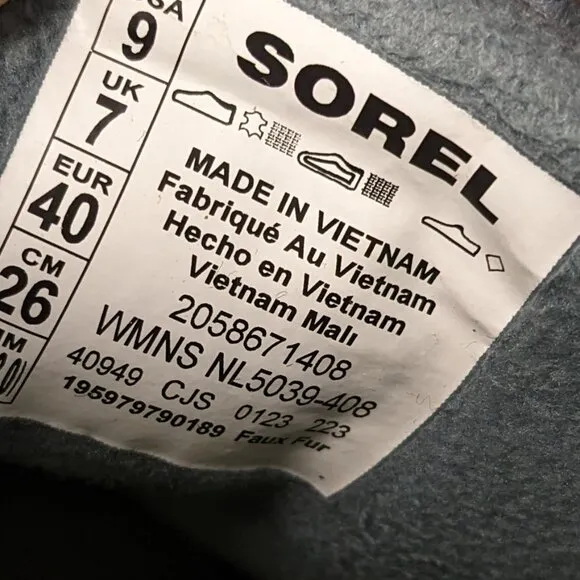 USA
9
UK
7
EUR
40
CM
26
SOREL
MADE IN VIETNAM
Fabriqué Au Vietnam
Hecho en Vietnam
Vietnam Malı
2058671408
WMNS NL5039-408
40949 CJS 0123 223
195979790189 Faux Fur